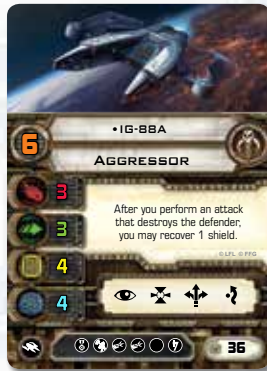 •IG-88A
6
AGGRESSOR
3
3
4
4
After you perform an attack
that destroys the defender,
you may recover 1 shield.
©LFL ©FFG
36